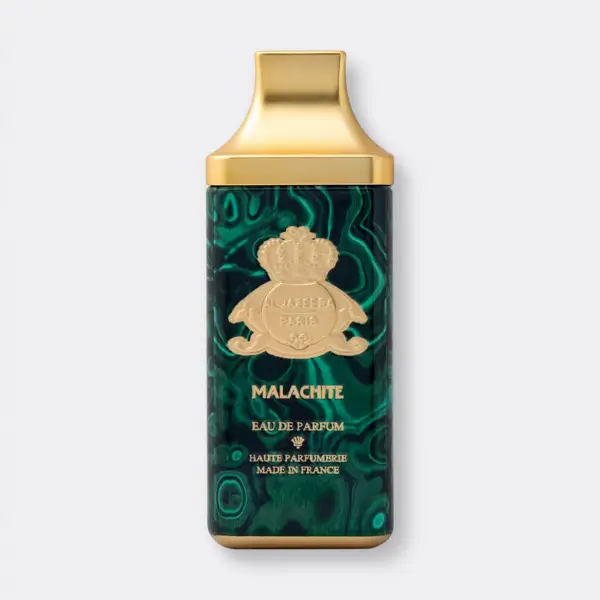 AL-JAZEERA
PARIS
MALACHITE
EAU DE PARFUM
HAUTE PARFUMERIE
MADE IN FRANCE